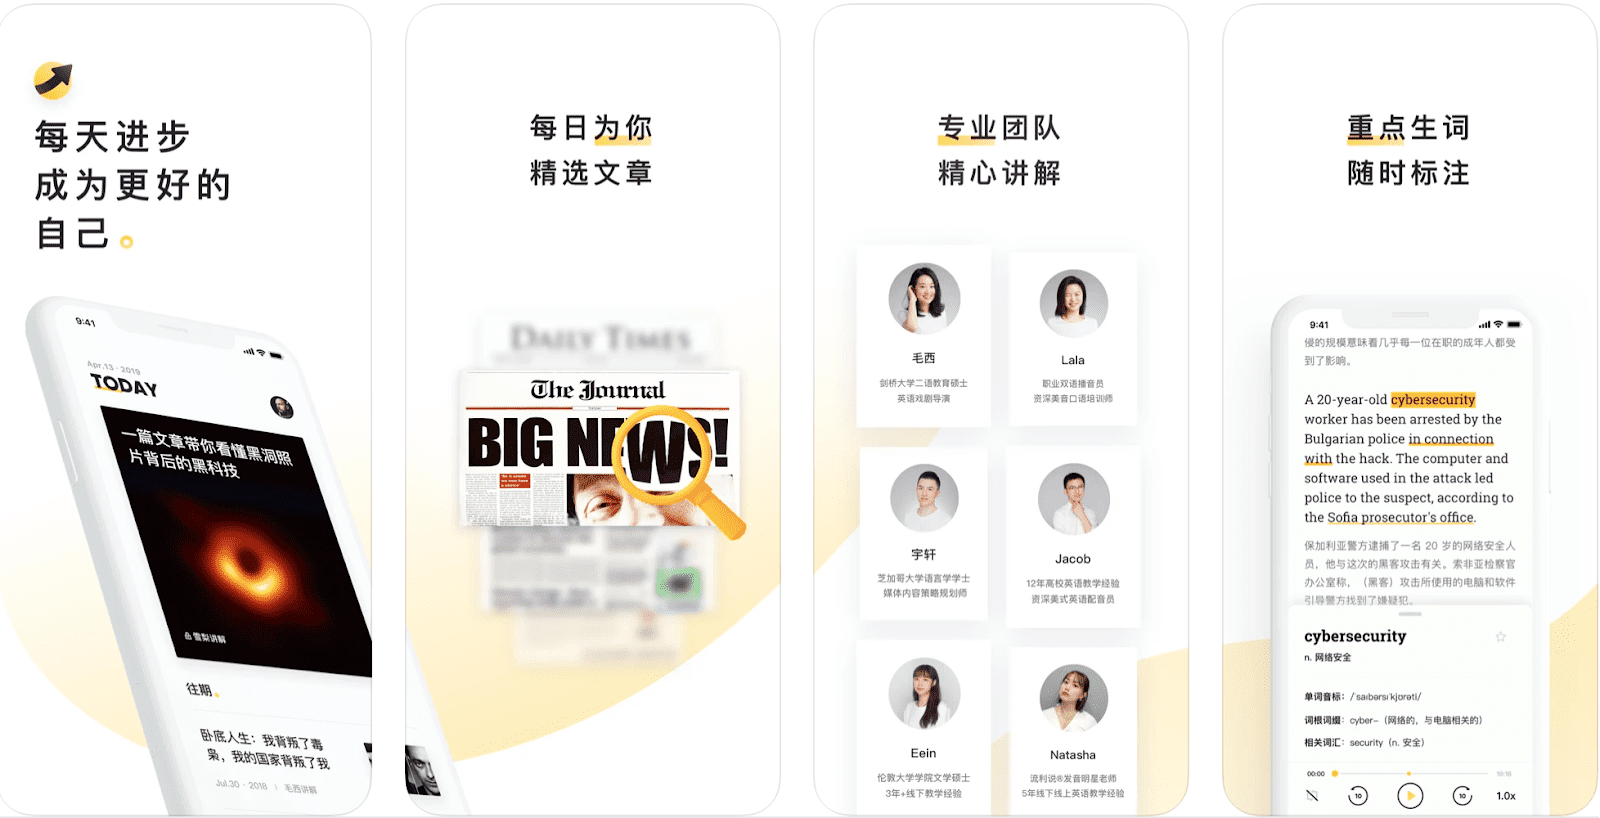 每天进步
成为更好的
自己
9:41
Apr.13 · 2019
TODAY
一篇文章带你看懂黑洞照
片背后的黑科技
雪梨讲解
往期
卧底人生：我背叛了毒
枭，我的国家背叛了我
Jul.30 · 2018 | 毛西讲解
每日为你
精选文章
DAILY TIMES
The Journal
BIG NEWS!
专业团队
精心讲解
毛西
剑桥大学二语教育硕士
英语戏剧导演
Lala
职业双语播音员
资深美音口语培训师
宇轩
芝加哥大学语言学学士
媒体内容策略规划师
Jacob
12年高校英语教学经验
资深美式英语配音员
Eein
伦敦大学学院文学硕士
3年+线下教学经验
Natasha
流利说®发音明星老师
5年线下线上英语教学经验
重点生词
随时标注
9:41
侵的规模意味着几乎每一位在职的成年人都受
到了影响。
A 20-year-old cybersecurity
worker has been arrested by the
Bulgarian police in connection
with the hack. The computer and
software used in the attack led
police to the suspect, according to
the Sofia prosecutor's office.
保加利亚警方逮捕了一名 20 岁的网络安全人
员，他与这次的黑客攻击有关。索非亚检察官
办公室称，（黑客）攻击所使用的电脑和软件
引导警方找到了嫌疑犯。
cybersecurity
n. 网络安全
单词音标：/ˈsaɪbərsɪˈkjʊrəti/
词根词缀：cyber-（网络的，与电脑相关的）
相关词汇：security（n. 安全）
00:00
10
10
1.0x